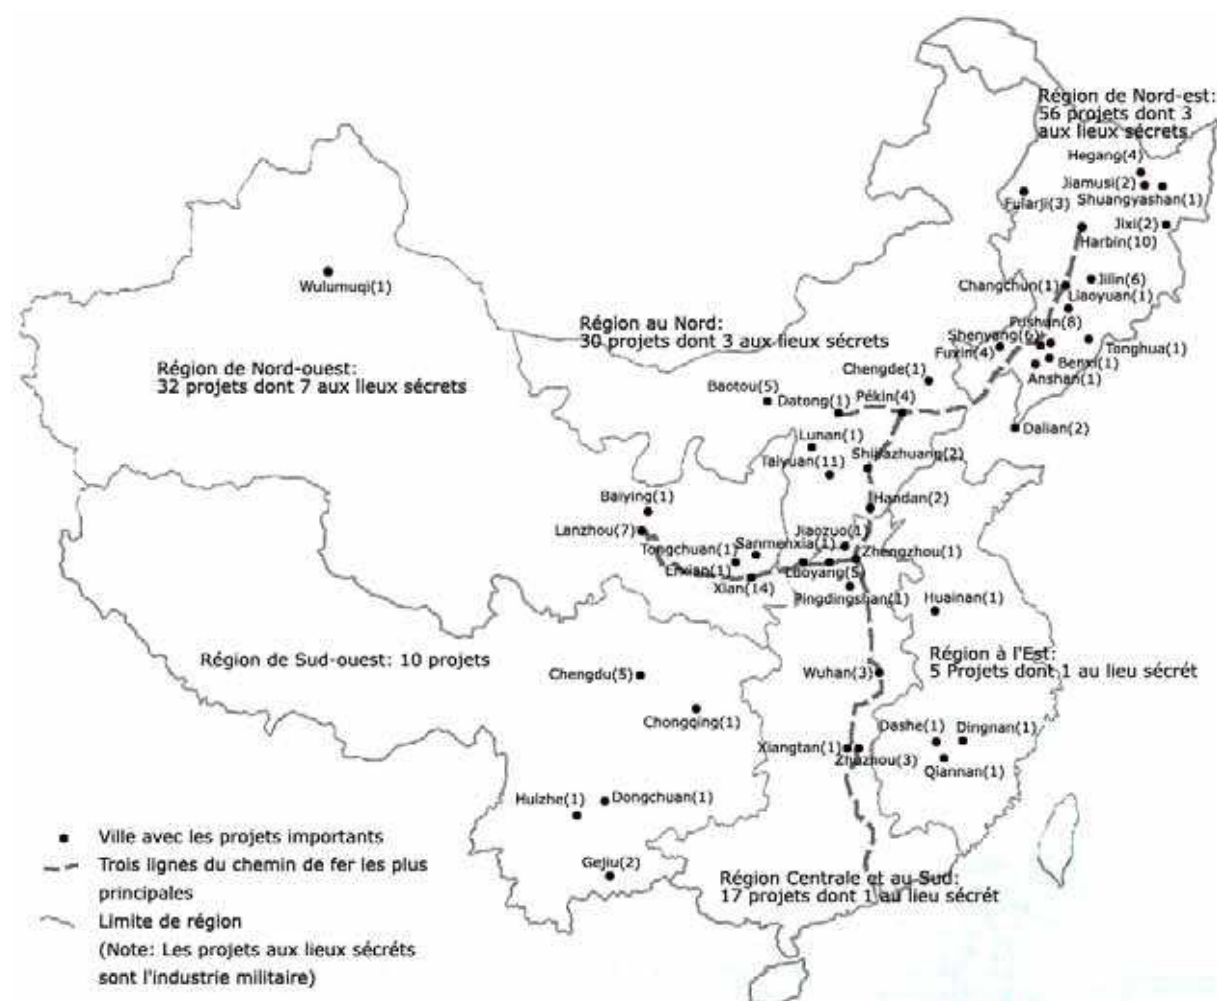 Région de Nord-est:
56 projets dont 3
aux lieux sécrets
Hegang(4)
Jiamusi(2)
Shuangyashan(1)
Fularji(3)
Jixi(2)
Harbin(10)
Wulumuqi(1)
Changchun(1)
Jilin(6)
Liaoyuan(1)
Région au Nord:
30 projets dont 3 aux lieux sécrets
Fushun(8)
Shenyang(6)
Fuxin(4)
Tonghua(1)
Benxi(1)
Anshan(1)
Région de Nord-ouest:
32 projets dont 7 aux lieux sécrets
Chengde(1)
Baotou(5)
Datong(1)
Pékin(4)
Dalian(2)
Lunan(1)
Shijiazhuang(2)
Taiyuan(11)
Baiying(1)
Handan(2)
Lanzhou(7)
Jiaozuo(1)
Sanmenxia(1)
Tongchuan(1)
Zhengzhou(1)
Luoyang(5)
Xian(14)
Pingdingshan(1)
Huainan(1)
Région de Sud-ouest: 10 projets
Région à l'Est:
5 Projets dont 1 au lieu sécrét
Chengdu(5)
Wuhan(3)
Chongqing(1)
Dashe(1)
Dingnan(1)
Xiangtan(1)
Zhuzhou(3)
Qiannan(1)
Huizhe(1)
Dongchuan(1)
Gejiu(2)
Région Centrale et au Sud:
17 projets dont 1 au lieu sécrét
Ville avec les projets importants
Trois lignes du chemin de fer les plus
principales
Limite de région
(Note: Les projets aux lieux sécréts
sont l'industrie militaire)